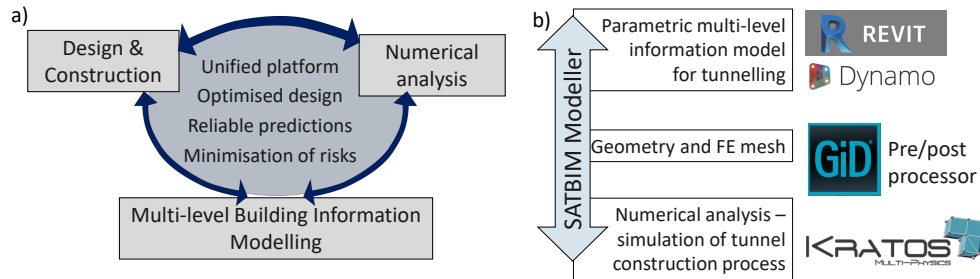 a)
Design &
Construction
Numerical
analysis
Unified platform
Optimised design
Reliable predictions
Minimisation of risks
Multi-level Building Information
Modelling
b)
SATBIM Modeller
Parametric multi-level
information model
for tunnelling
R REVIT
Dynamo
Geometry and FE mesh
GiD
Pre/post
processor
Numerical analysis –
simulation of tunnel
construction process
KRATOS
MULTI-PHYSICS